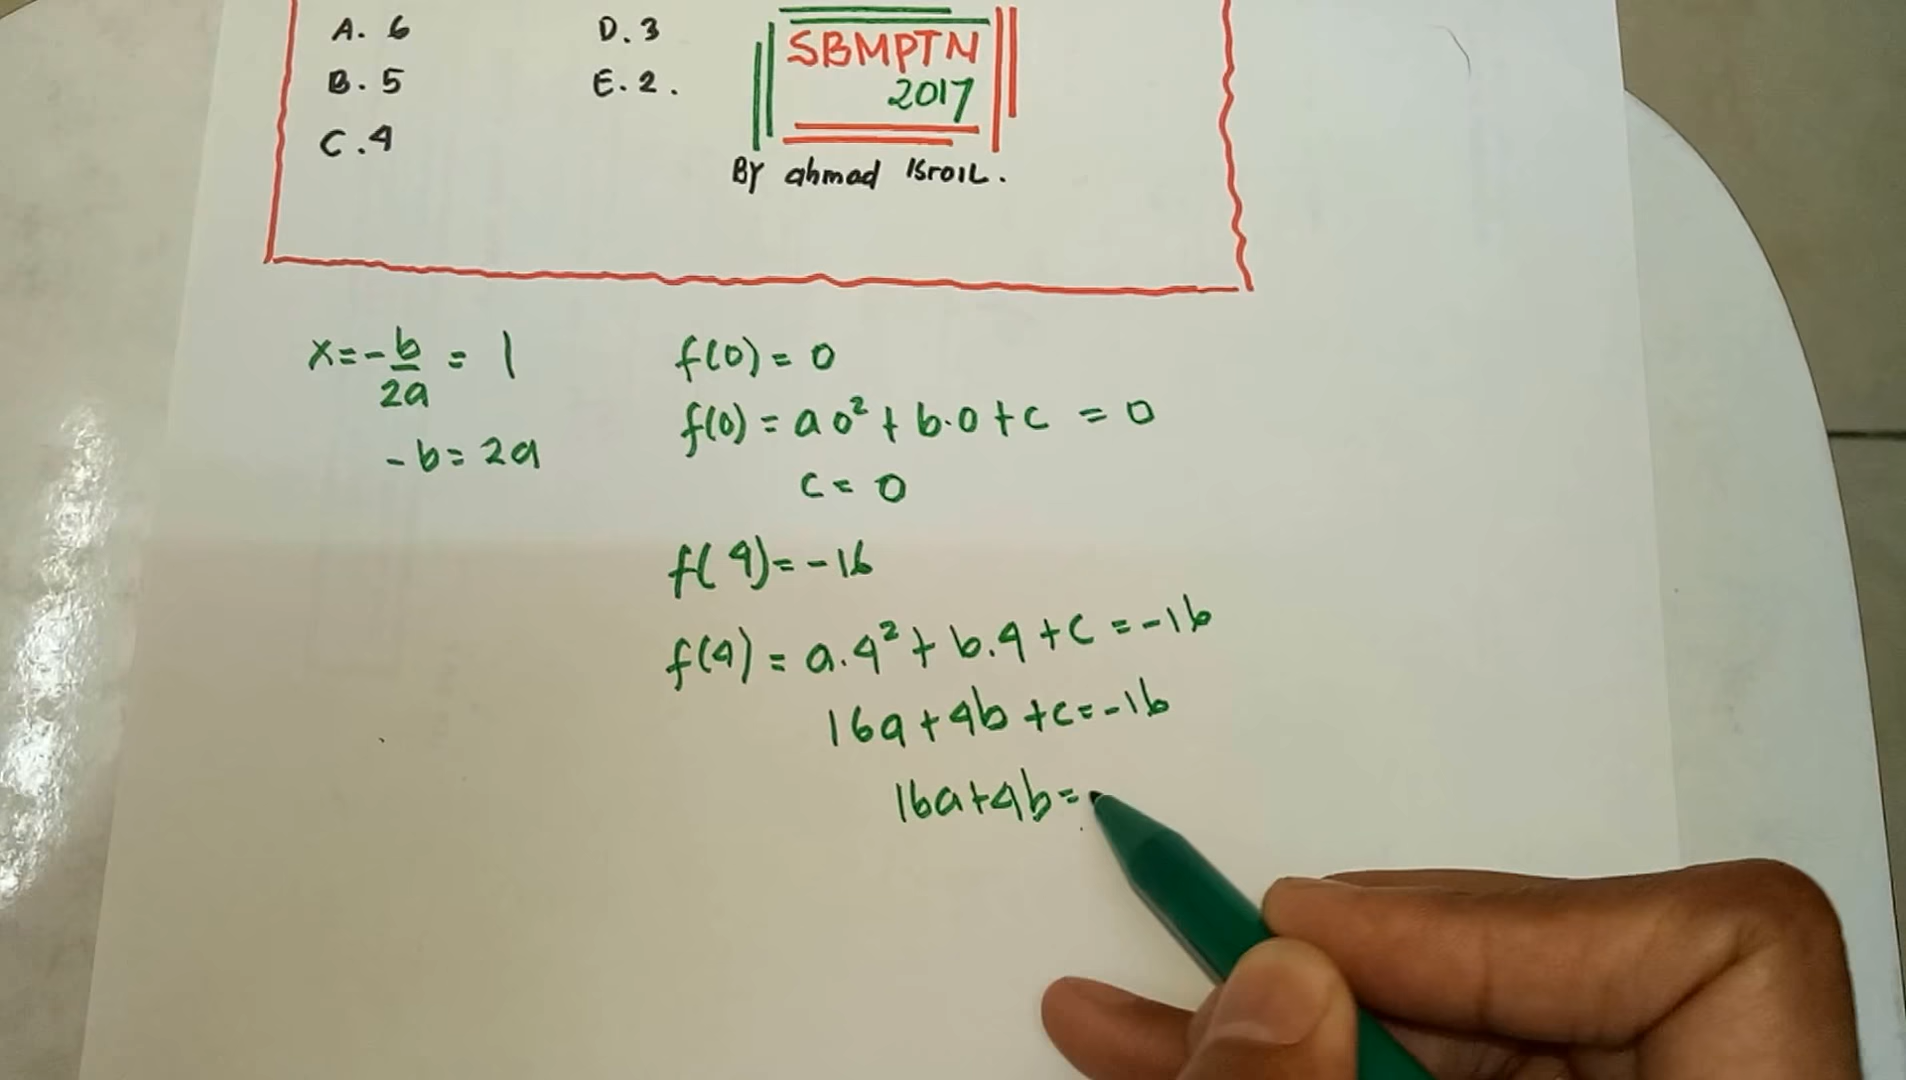 A. 6
D. 3
B. 5
E. 2.
C. 4
SBMPTN
2017
By ahmad Isroil.
x = -b/2a = 1
-b = 2a
f(0) = 0
f(0) = a0² + b.0 + c = 0
c = 0
f(4) = -16
f(4) = a.4² + b.4 + c = -16
16a + 4b + c = -16
16a + 4b =